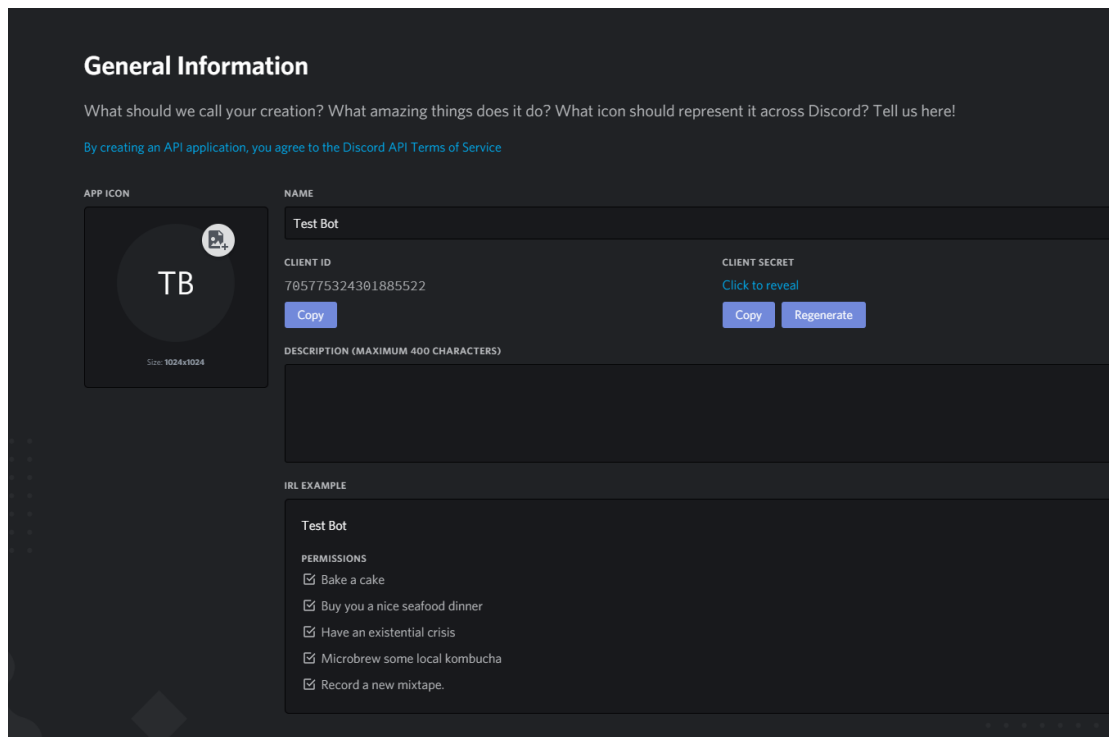 General Information
What should we call your creation? What amazing things does it do? What icon should represent it across Discord? Tell us here!
By creating an API application, you agree to the Discord API Terms of Service
APP ICON
TB
Size: 1024x1024
NAME
Test Bot
CLIENT ID
705775324301885522
Copy
CLIENT SECRET
Click to reveal
Copy Regenerate
DESCRIPTION (MAXIMUM 400 CHARACTERS)
IRL EXAMPLE
Test Bot
PERMISSIONS
Bake a cake
Buy you a nice seafood dinner
Have an existential crisis
Microbrew some local kombucha
Record a new mixtape.